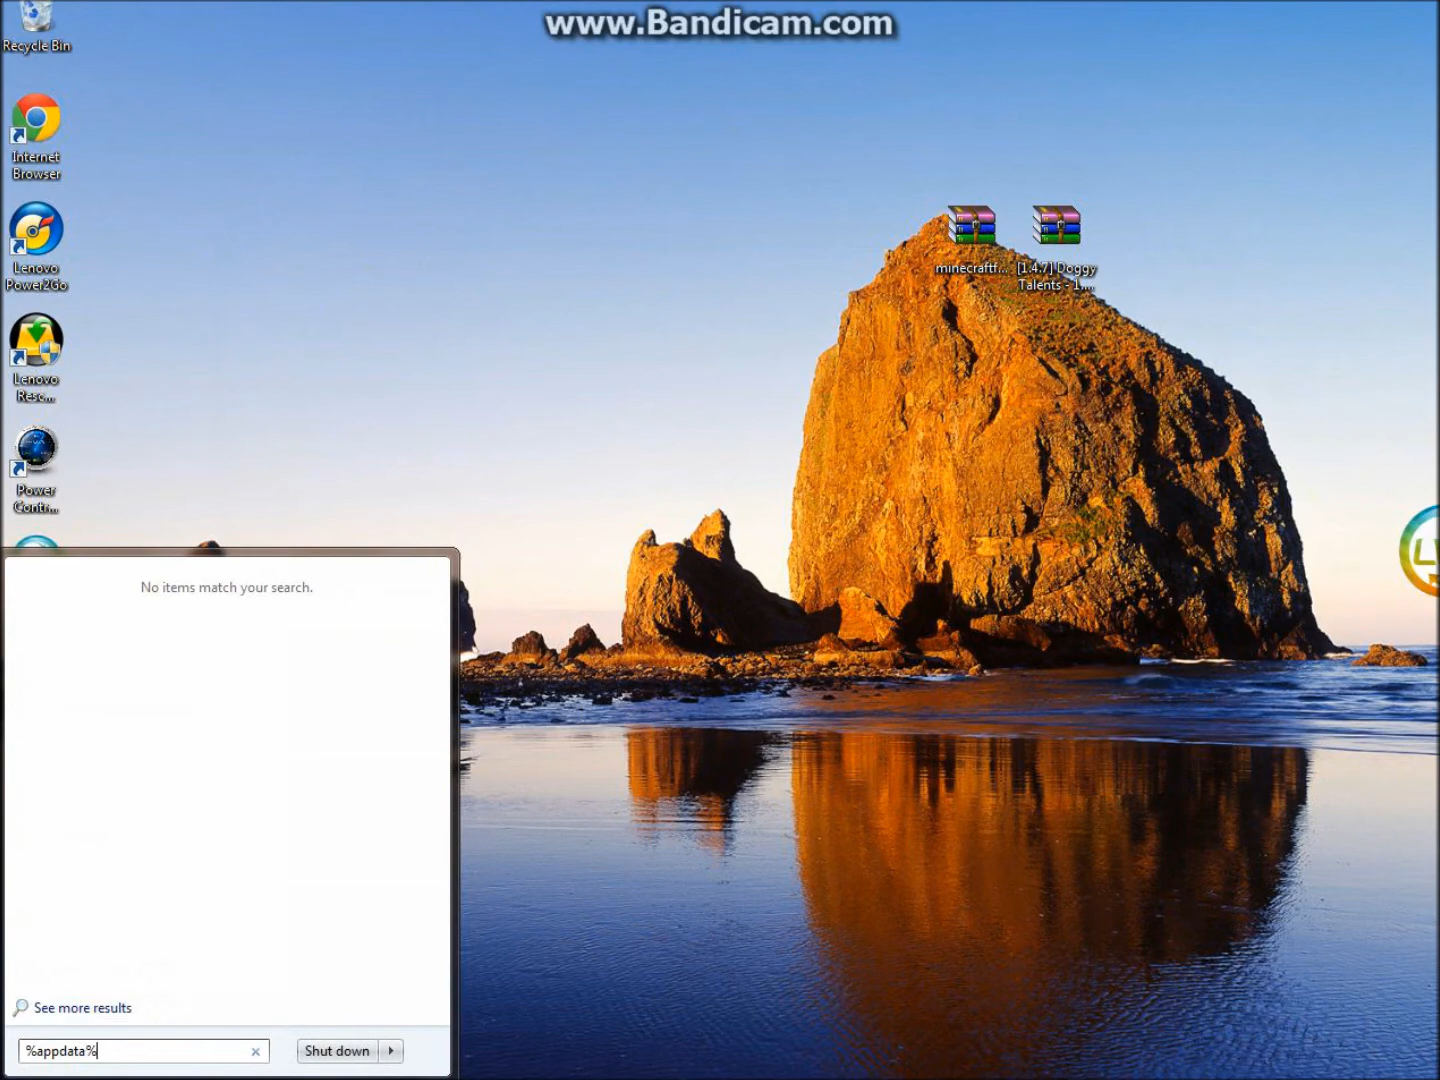 www.Bandicam.com
Recycle Bin
Internet
Browser
Lenovo
Power2Go
Lenovo
Resc...
Power
Contr...
minecraftf...
[1.4.7] Doggy
Talents - 1....
No items match your search.
See more results
%appdata%
Shut down